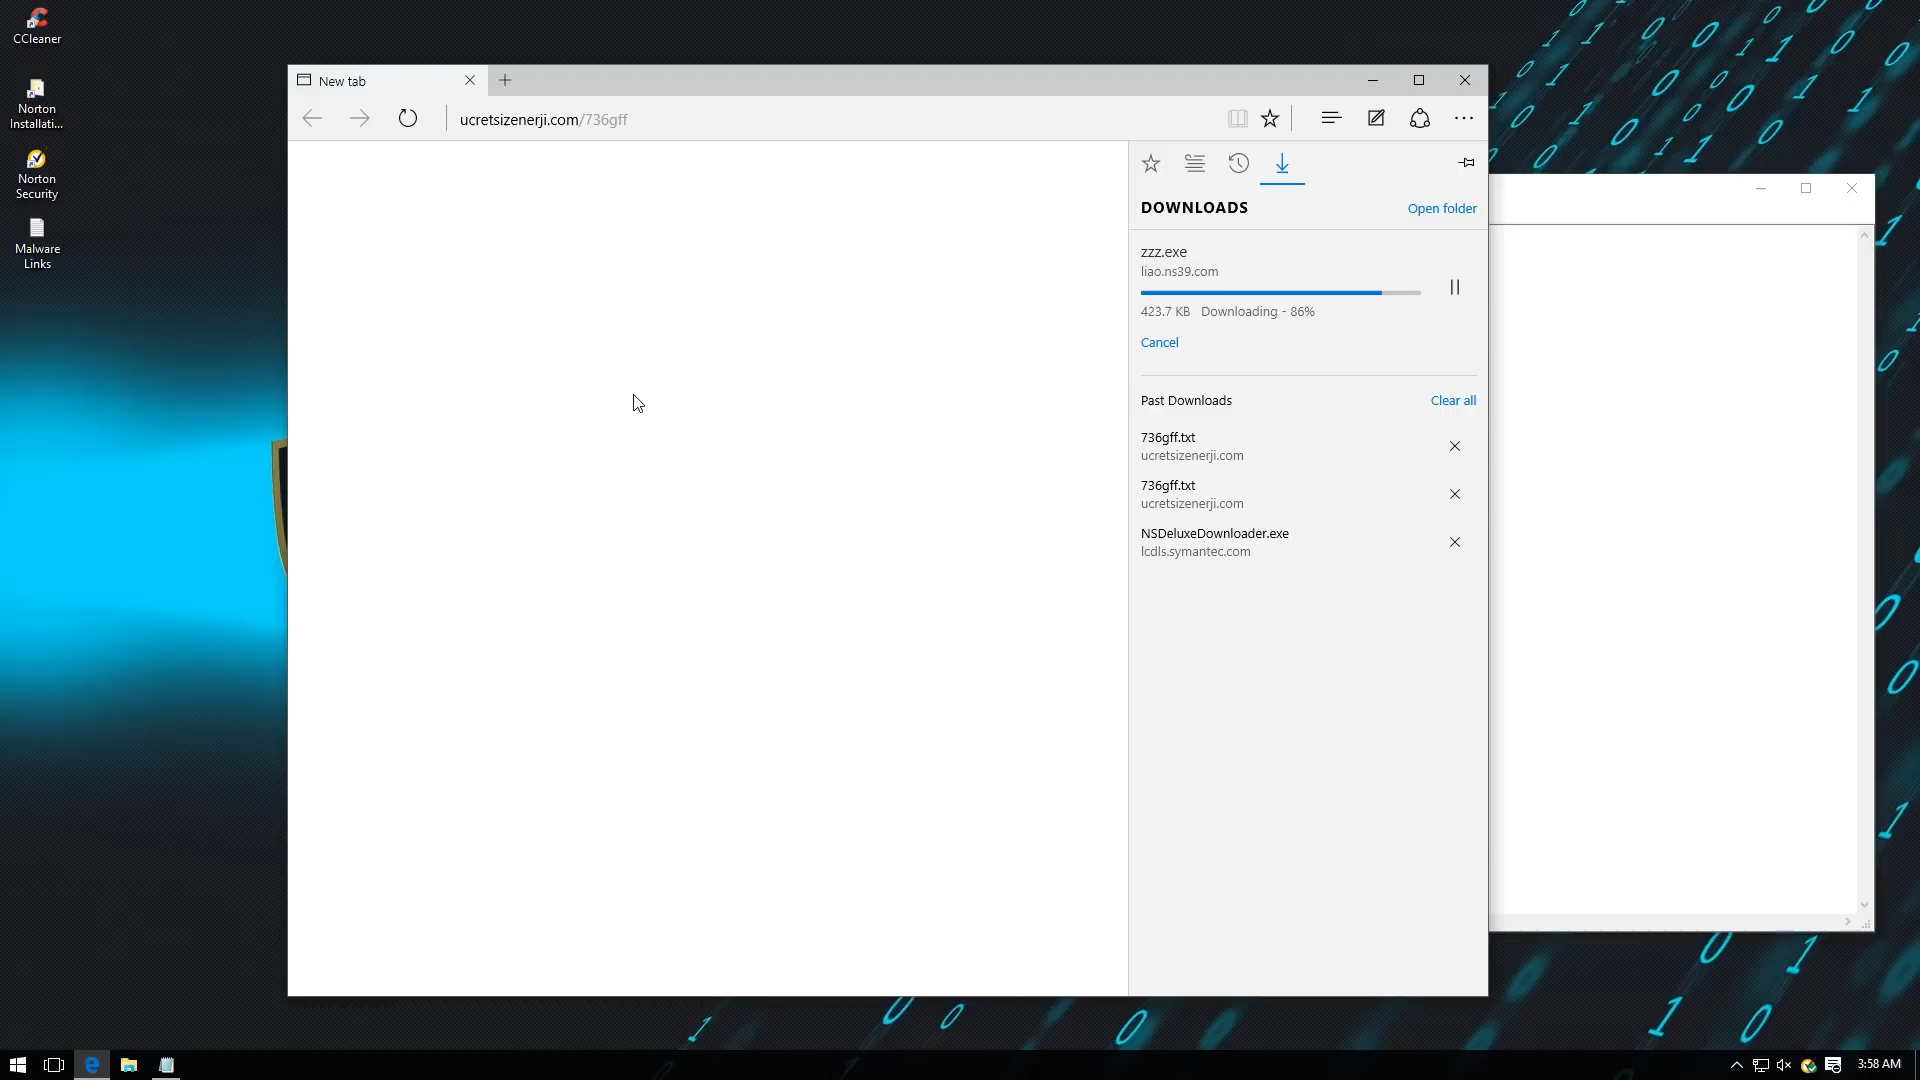 CCleaner
Norton
Installati...
Norton
Security
Malware
Links
New tab
ucretsizenerji.com/736gff
DOWNLOADS
Open folder
zzz.exe
liao.ns39.com
423.7 KB Downloading - 86%
Cancel
Past Downloads
Clear all
736gff.txt
ucretsizenerji.com
736gff.txt
ucretsizenerji.com
NSDeluxeDownloader.exe
lcdls.symantec.com
3:58 AM